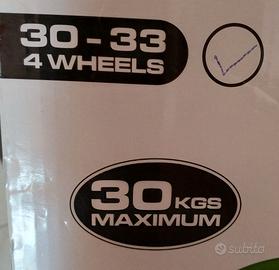 30 - 33
4 WHEELS
30 KGS
MAXIMUM
subito